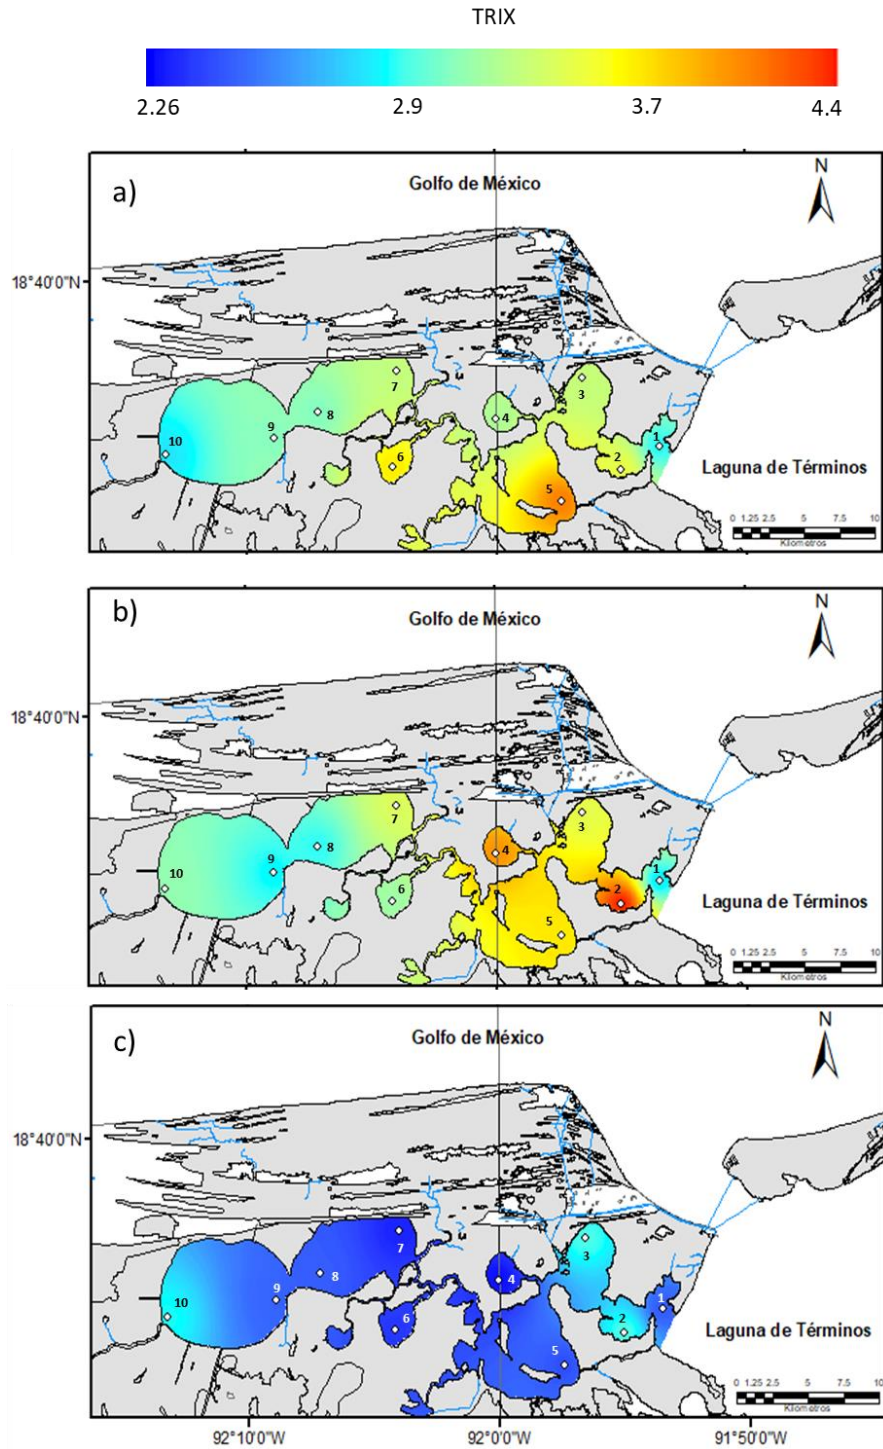 TRIX
2.26 2.9 3.7 4.4
a)
Golfo de México
N
18°40'0"N
7
3
8
4
9
1
10
6
2
Laguna de Términos
5
0 1.25 2.5 5 7.5 10
Kilometros
b)
Golfo de México
N
18°40'0"N
7
3
8
4
9
1
10
6
2
Laguna de Términos
5
0 1.25 2.5 5 7.5 10
Kilometros
c)
Golfo de México
N
18°40'0"N
7
3
8
4
9
1
10
6
2
Laguna de Términos
5
0 1.25 2.5 5 7.5 10
Kilometros
92°10'0"W 92°0'0"W 91°50'0"W